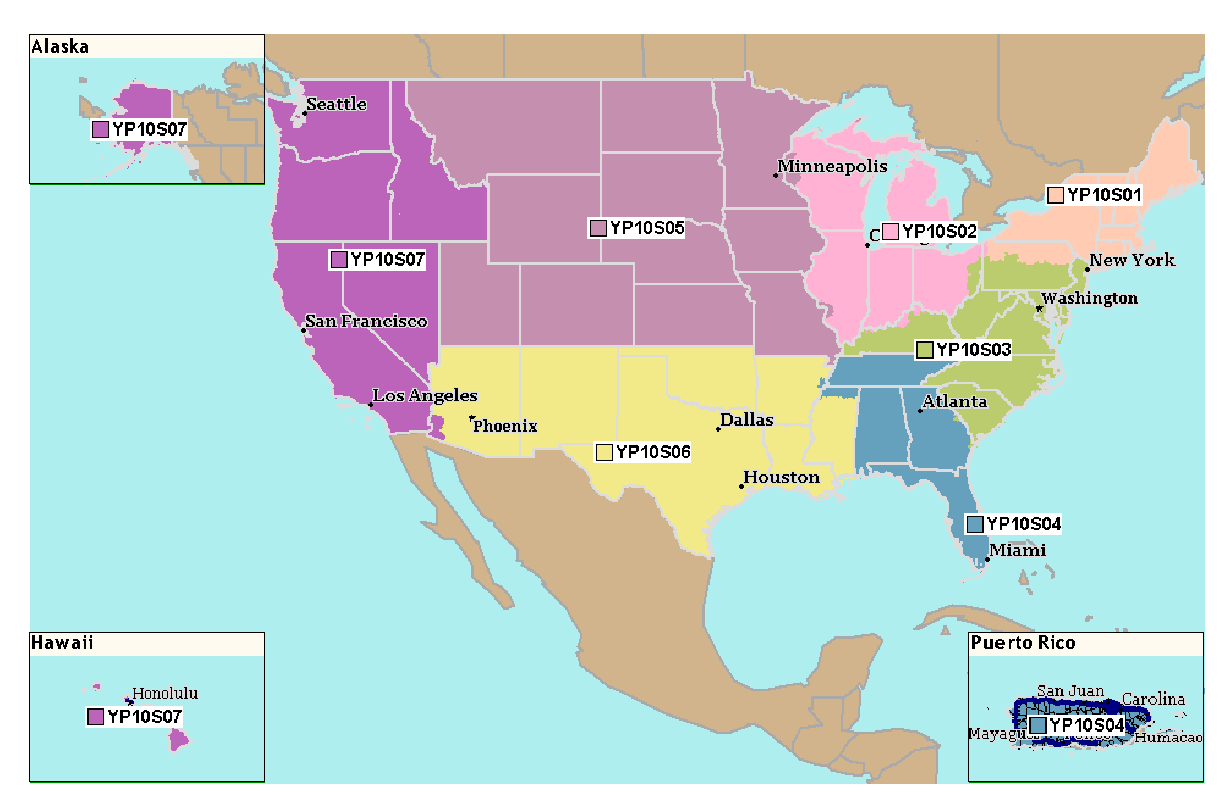 Alaska
YP10S07
Seattle
Minneapolis
YP10S01
YP10S05
YP10S02
YP10S07
New York
Washington
San Francisco
YP10S03
Los Angeles
Atlanta
Phoenix
Dallas
YP10S06
Houston
YP10S04
Miami
Hawaii
Honolulu
YP10S07
Puerto Rico
San Juan
Carolina
YP10S04
Humacao